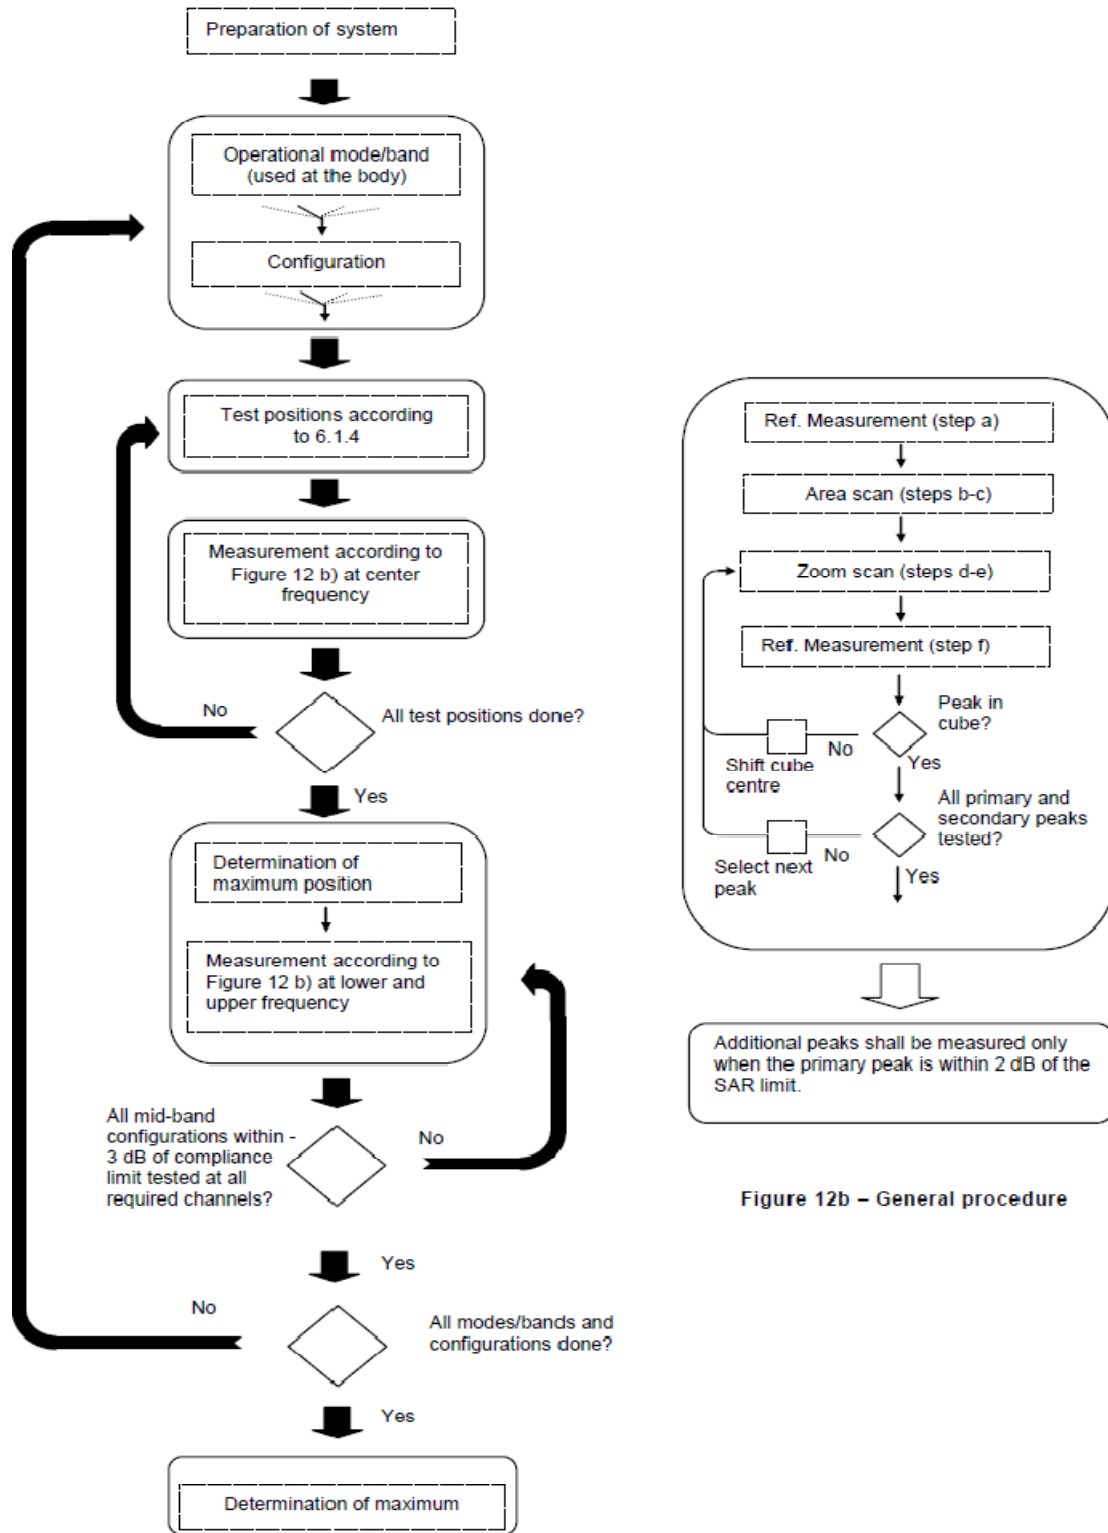 Preparation of system
Operational mode/band
(used at the body)
Configuration
Test positions according
to 6.1.4
Measurement according to
Figure 12 b) at center
frequency
No
All test positions done?
Yes
Determination of
maximum position
Measurement according to
Figure 12 b) at lower and
upper frequency
All mid-band
configurations within -
3 dB of compliance
limit tested at all
required channels?
No
Yes
No
All modes/bands and
configurations done?
Yes
Determination of maximum
Ref. Measurement (step a)
Area scan (steps b-c)
Zoom scan (steps d-e)
Ref. Measurement (step f)
Peak in
cube?
No
Yes
Shift cube
centre
All primary and
secondary peaks
tested?
No
Yes
Select next
peak
Additional peaks shall be measured only
when the primary peak is within 2 dB of the
SAR limit.
Figure 12b – General procedure